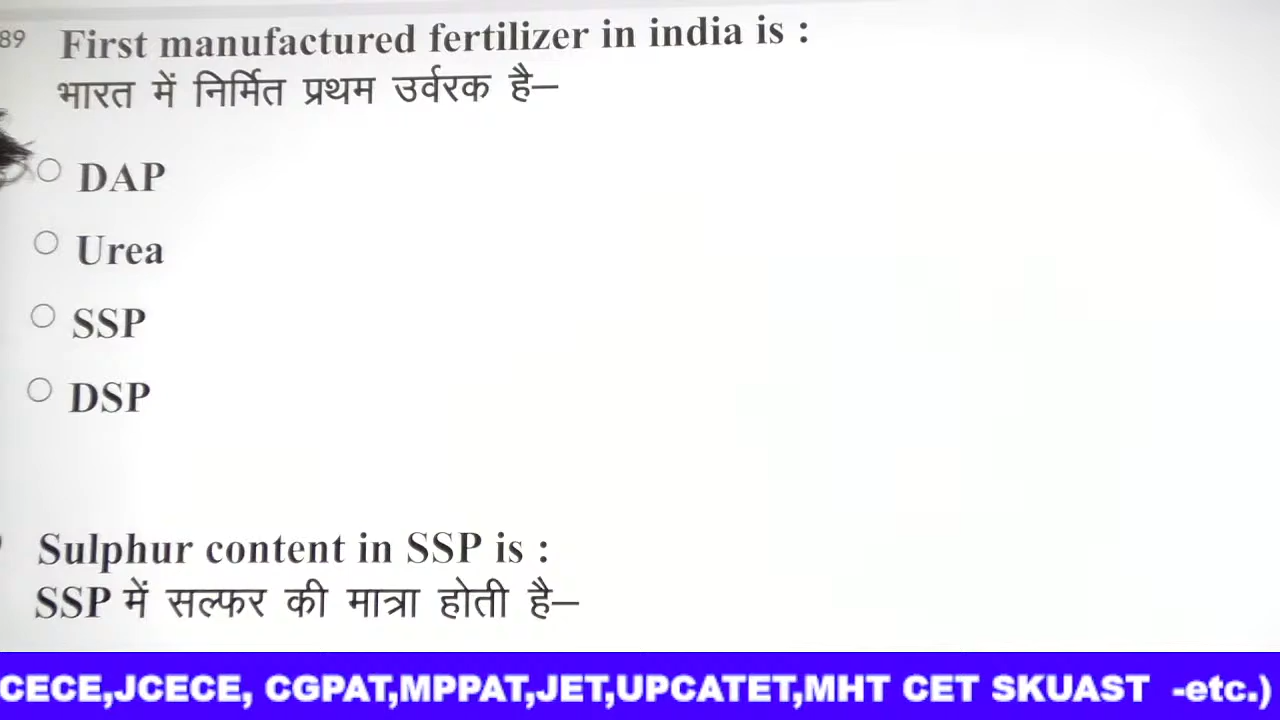 89 First manufactured fertilizer in india is :
भारत में निर्मित प्रथम उर्वरक है–
DAP
Urea
SSP
DSP
Sulphur content in SSP is :
SSP में सल्फर की मात्रा होती है–
CECE,JCECE, CGPAT,MPPAT,JET,UPCATET,MHT CET SKUAST -etc.)